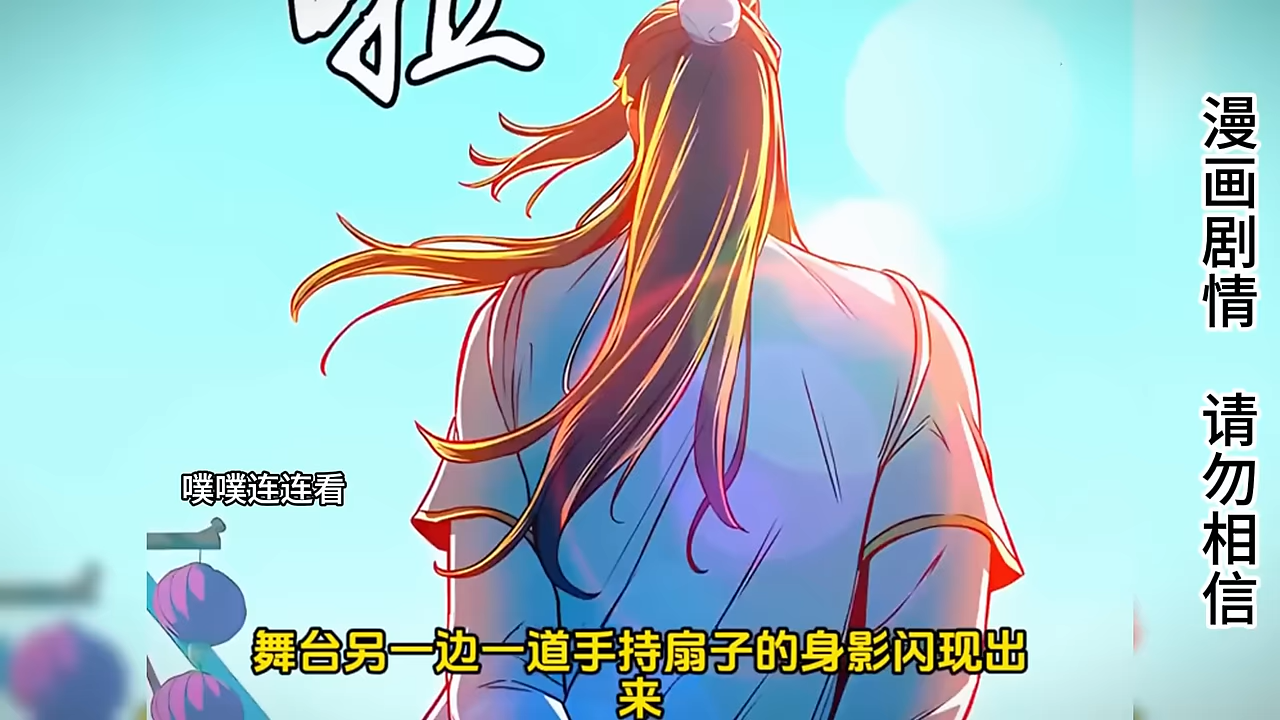 啦
漫画剧情 请勿相信
噗噗连连看
舞台另一边一道手持扇子的身影闪现出
来